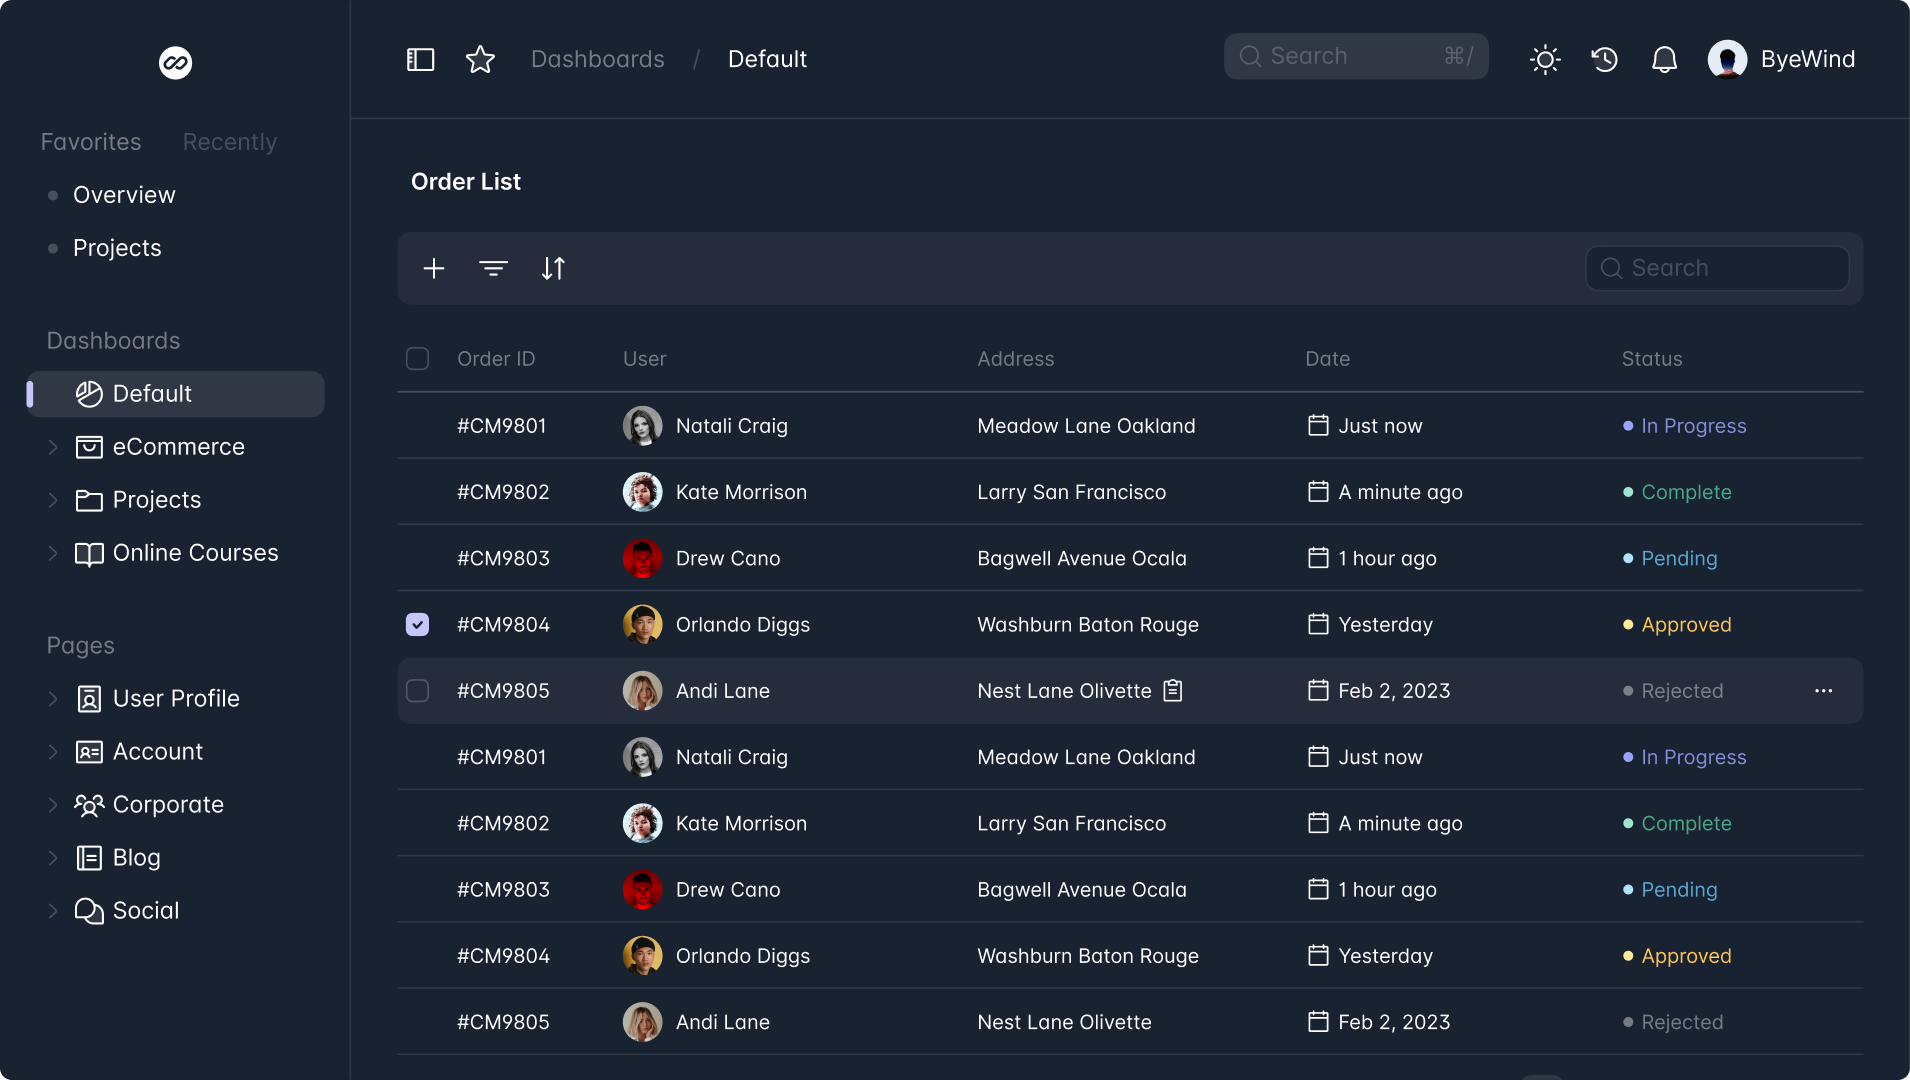 Favorites Recently
Overview
Projects
Dashboards
Default
eCommerce
Projects
Online Courses
Pages
User Profile
Account
Corporate
Blog
Social
Dashboards / Default
Search ⌘/
ByeWind
Order List
Search
Order ID User Address Date Status
#CM9801 Natali Craig Meadow Lane Oakland Just now In Progress
#CM9802 Kate Morrison Larry San Francisco A minute ago Complete
#CM9803 Drew Cano Bagwell Avenue Ocala 1 hour ago Pending
#CM9804 Orlando Diggs Washburn Baton Rouge Yesterday Approved
#CM9805 Andi Lane Nest Lane Olivette Feb 2, 2023 Rejected
#CM9801 Natali Craig Meadow Lane Oakland Just now In Progress
#CM9802 Kate Morrison Larry San Francisco A minute ago Complete
#CM9803 Drew Cano Bagwell Avenue Ocala 1 hour ago Pending
#CM9804 Orlando Diggs Washburn Baton Rouge Yesterday Approved
#CM9805 Andi Lane Nest Lane Olivette Feb 2, 2023 Rejected